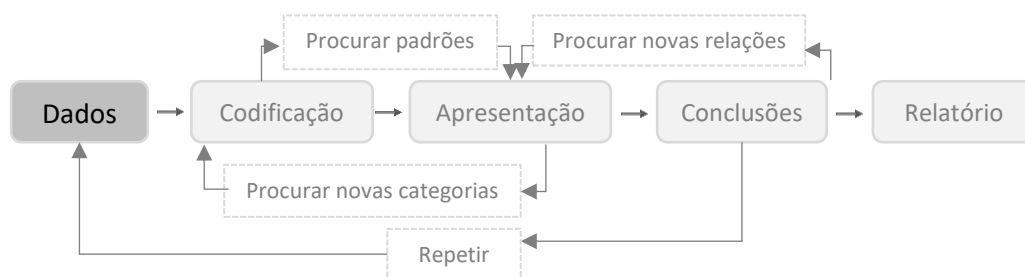 Procurar padrões
Procurar novas relações
Dados
Codificação
Apresentação
Conclusões
Relatório
Procurar novas categorias
Repetir